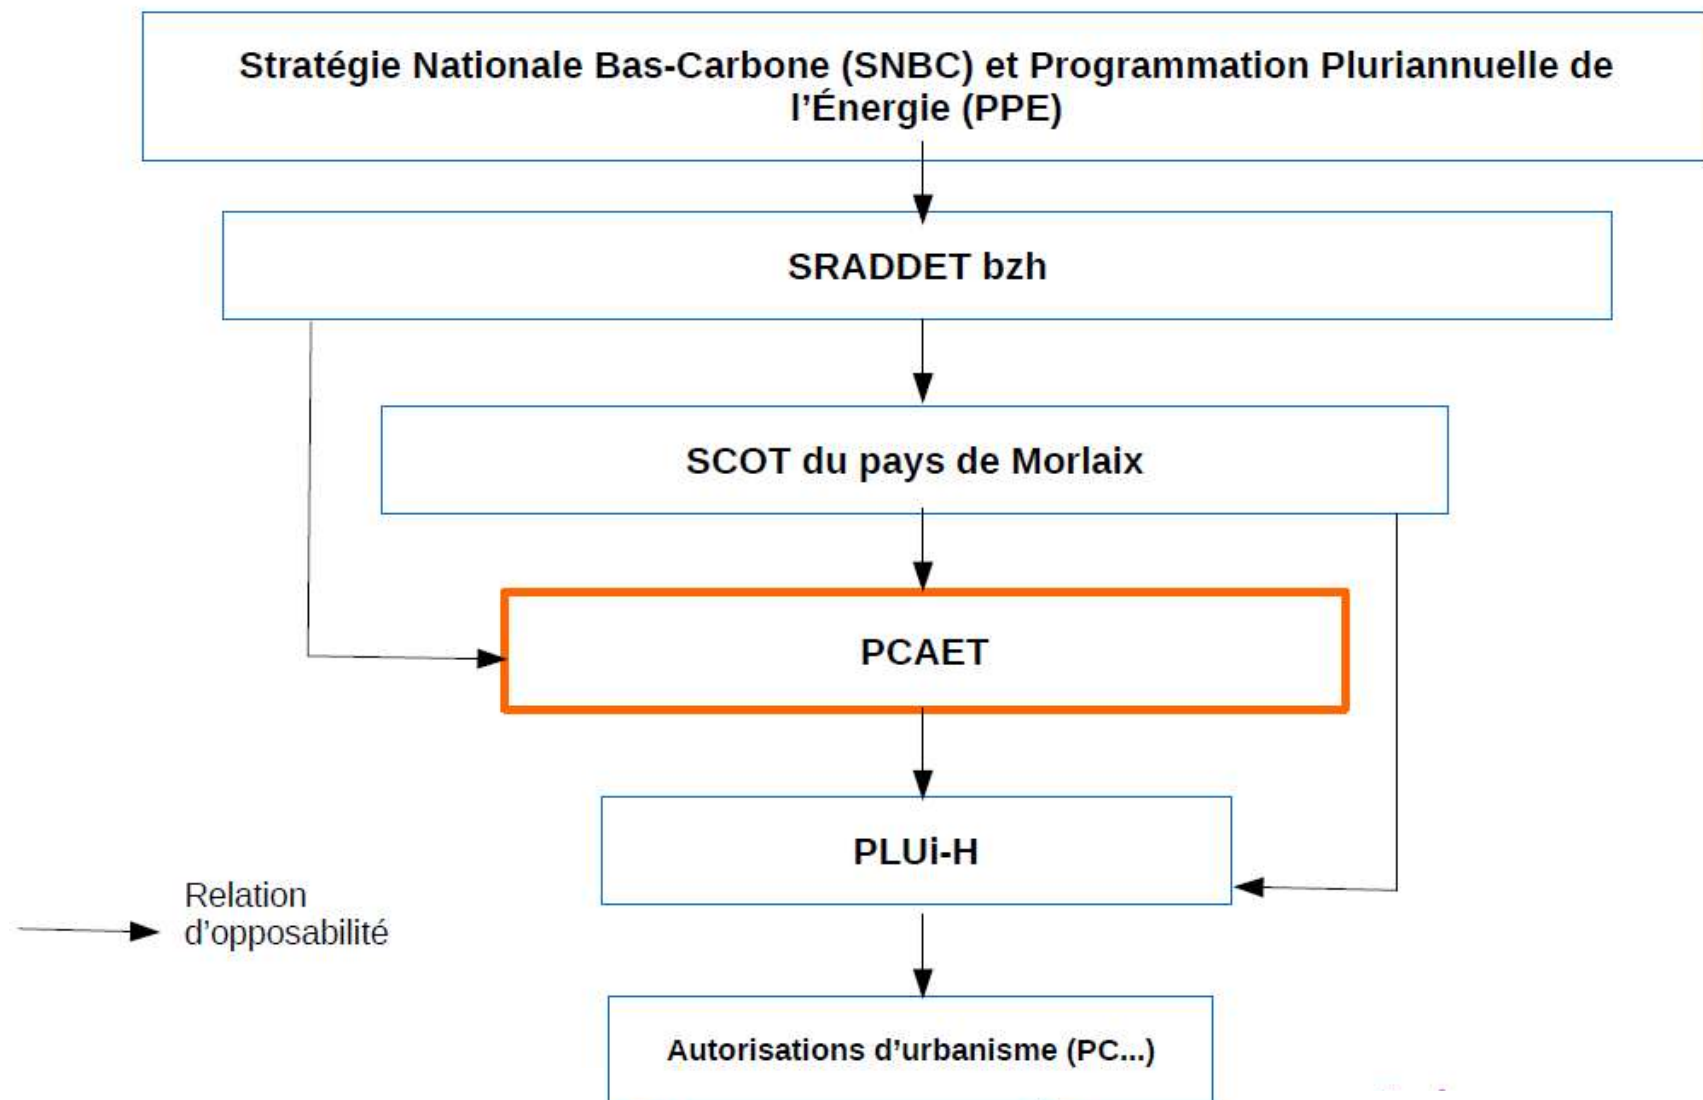 Stratégie Nationale Bas-Carbone (SNBC) et Programmation Pluriannuelle de
l’Énergie (PPE)
SRADDET bzh
SCOT du pays de Morlaix
PCAET
PLUi-H
Relation
d’opposabilité
Autorisations d’urbanisme (PC...)